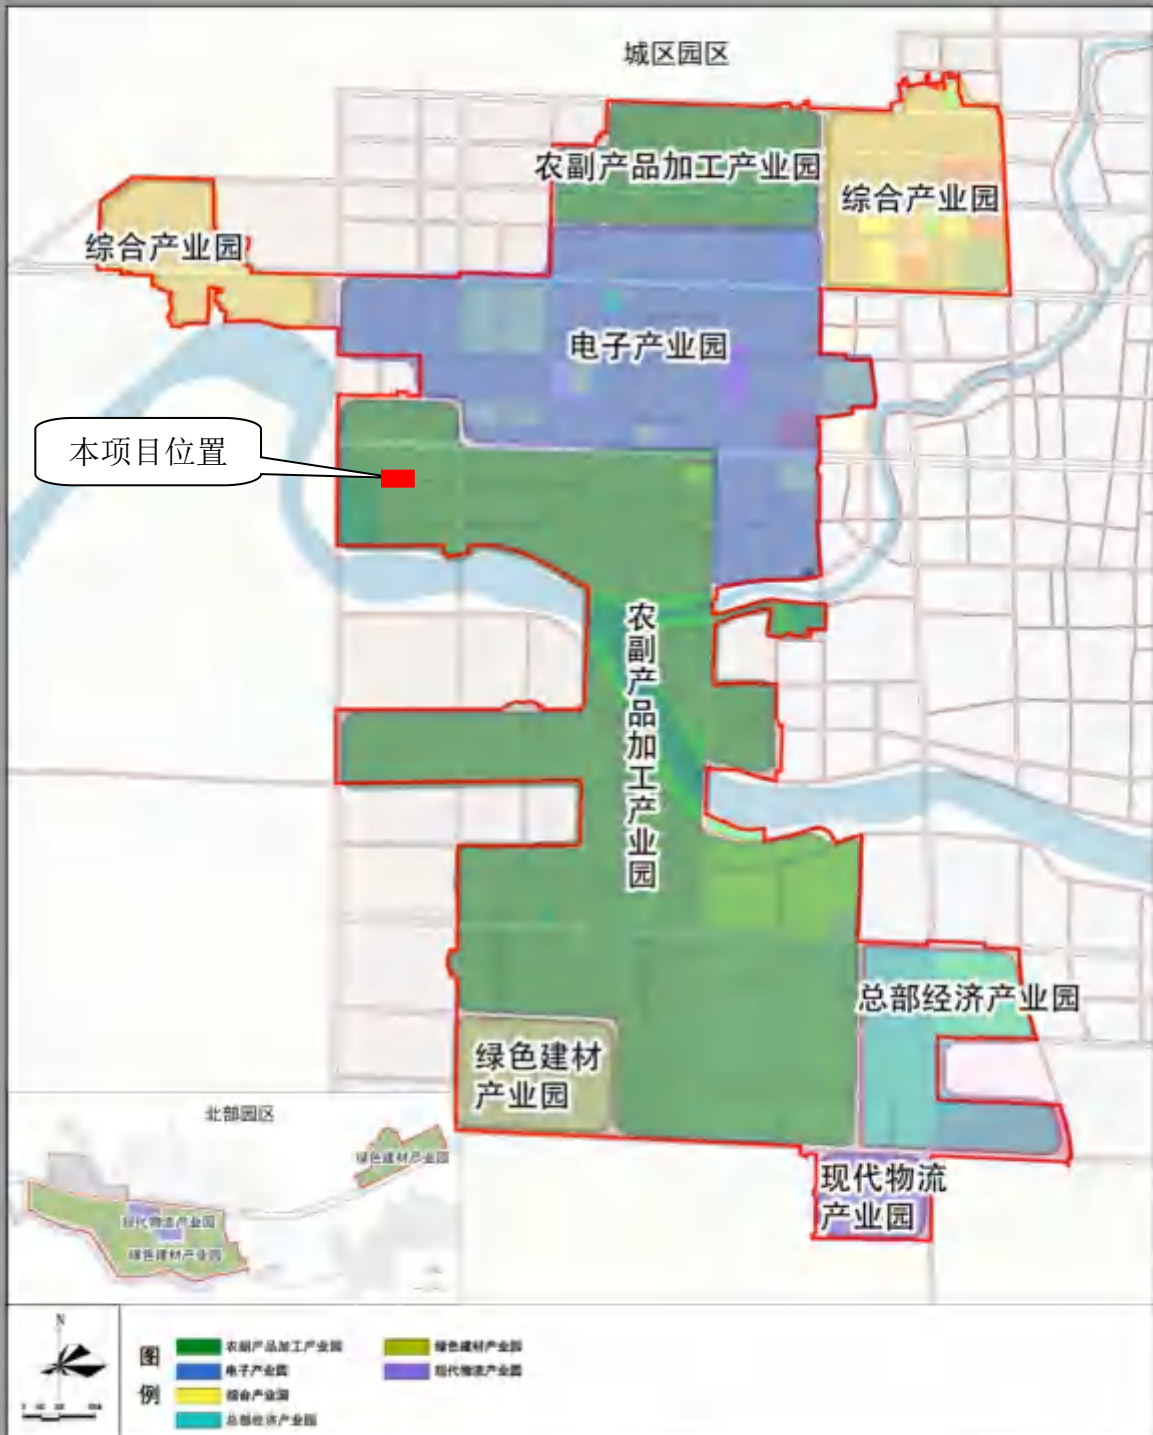 城区园区
农副产品加工产业园
综合产业园
综合产业园
电子产业园
本项目位置
农副产品加工产业园
总部经济产业园
绿色建材
产业园
现代物流
产业园
北部园区
绿色建材产业园
现代物流产业园
绿色建材产业园
N
图例
农副产品加工产业园
绿色建材产业园
电子产业园
现代物流产业园
综合产业园
总部经济产业园